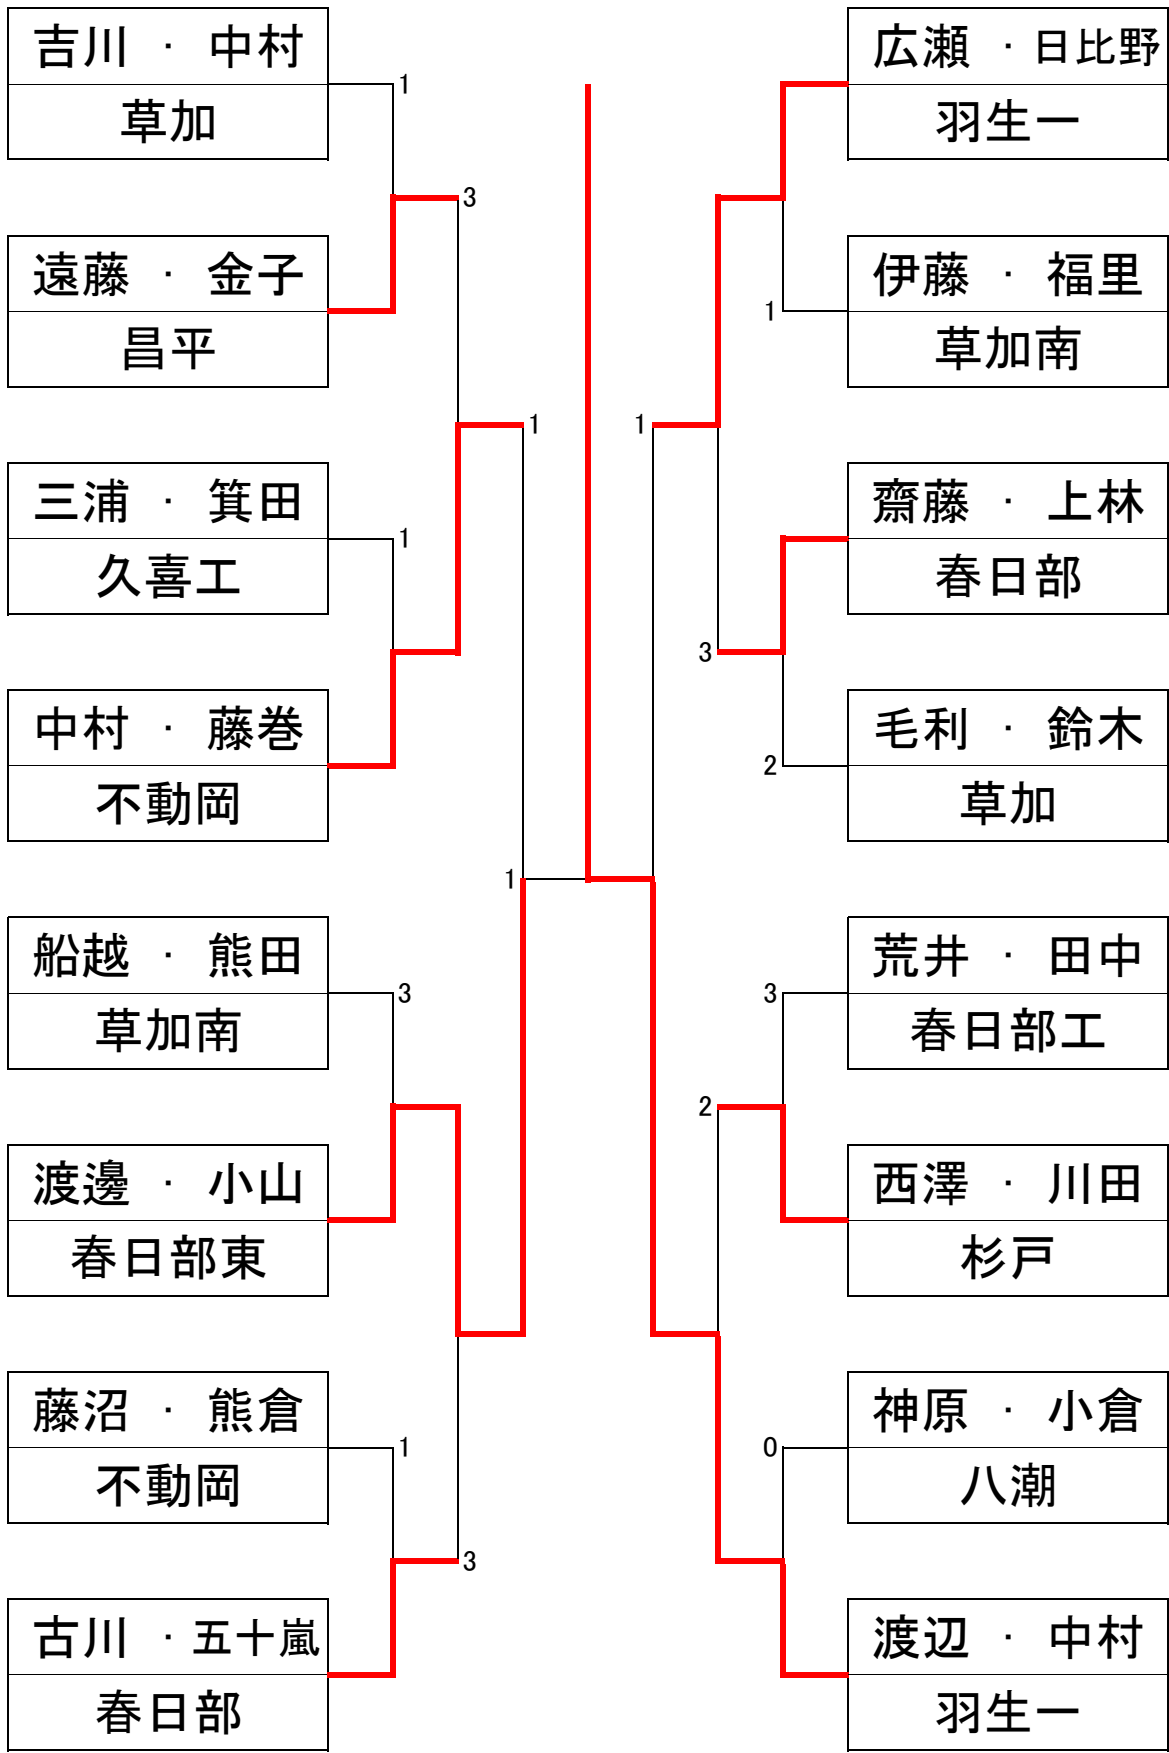 吉川 ・ 中村
草加
1
3
遠藤 ・ 金子
昌平
1
三浦 ・ 箕田
久喜工
1
中村 ・ 藤巻
不動岡
1
船越 ・ 熊田
草加南
3
渡邊 ・ 小山
春日部東
藤沼 ・ 熊倉
不動岡
1
3
古川 ・ 五十嵐
春日部
広瀬 ・ 日比野
羽生一
伊藤 ・ 福里
草加南
1
1
齋藤 ・ 上林
春日部
3
毛利 ・ 鈴木
草加
2
荒井 ・ 田中
春日部工
3
2
西澤 ・ 川田
杉戸
神原 ・ 小倉
八潮
0
渡辺 ・ 中村
羽生一